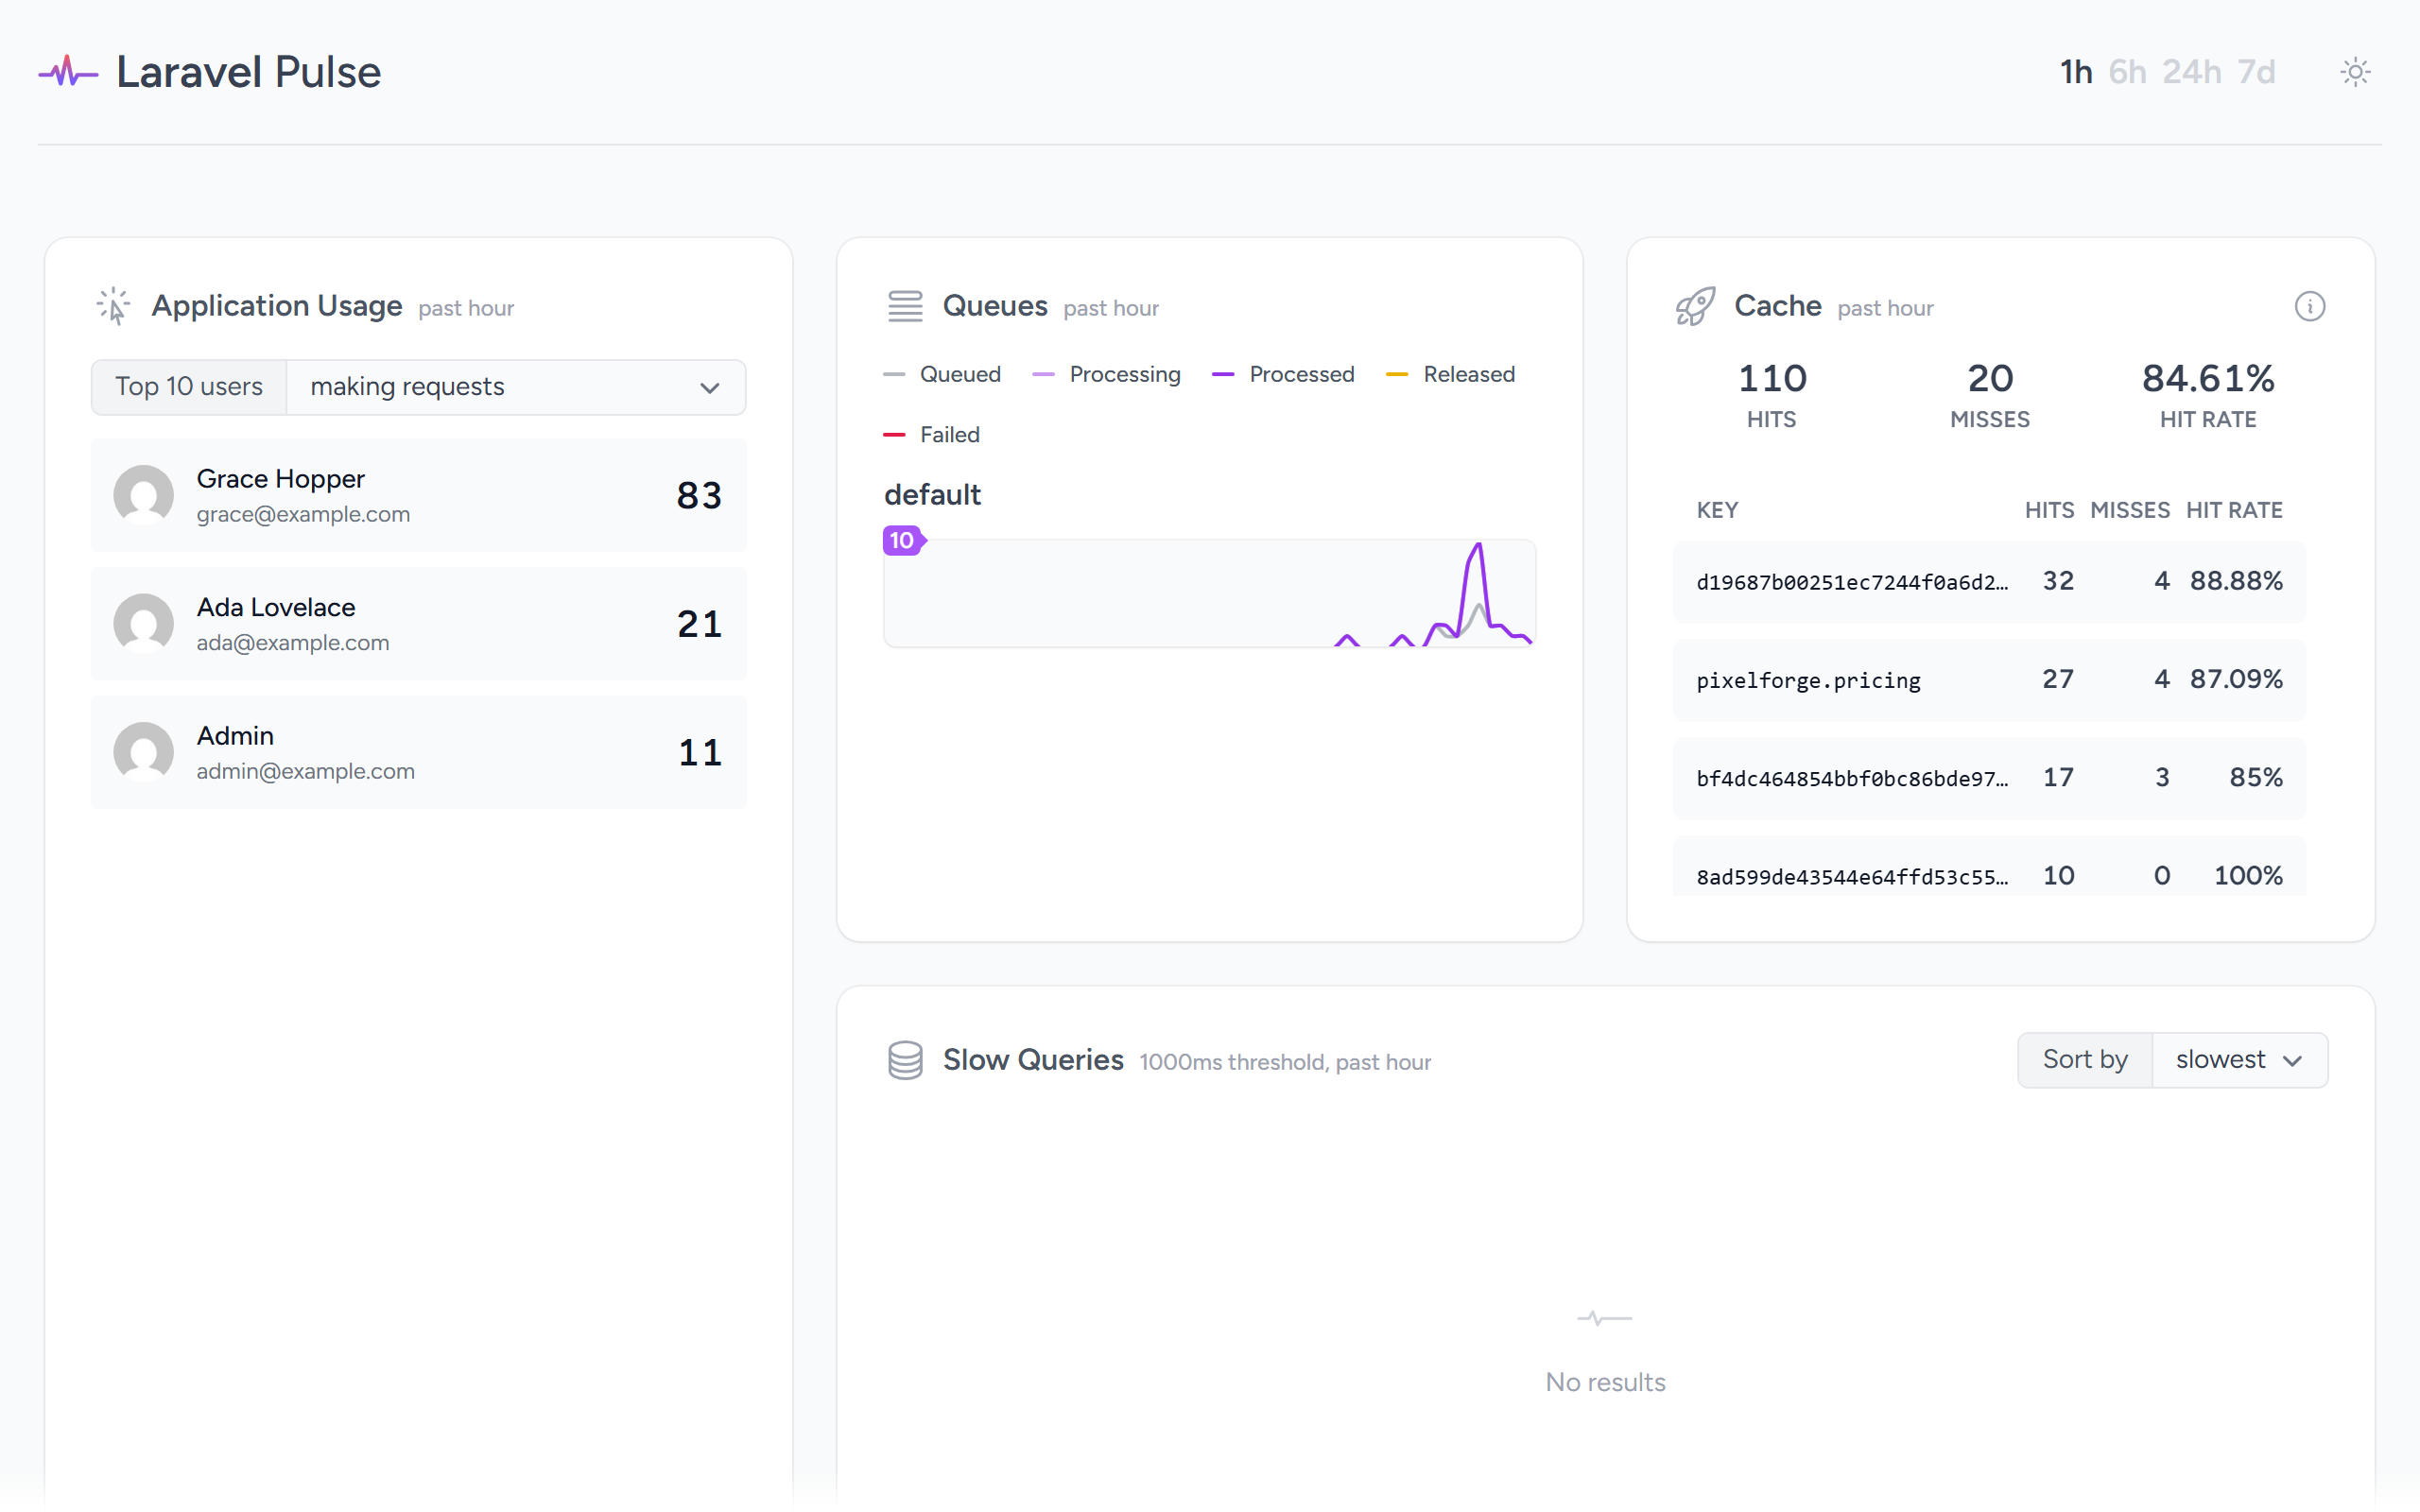 Laravel Pulse
1h 6h 24h 7d
Application Usage past hour
Top 10 users making requests
Grace Hopper
grace@example.com
83
Ada Lovelace
ada@example.com
21
Admin
admin@example.com
11
Queues past hour
Queued Processing Processed Released
Failed
default
10
Cache past hour
110 20 84.61%
HITS MISSES HIT RATE
KEY HITS MISSES HIT RATE
d19687b00251ec7244f0a6d2… 32 4 88.88%
pixelforge.pricing 27 4 87.09%
bf4dc464854bbf0bc86bde97… 17 3 85%
8ad599de43544e64ffd53c55… 10 0 100%
Slow Queries 1000ms threshold, past hour
Sort by slowest
No results